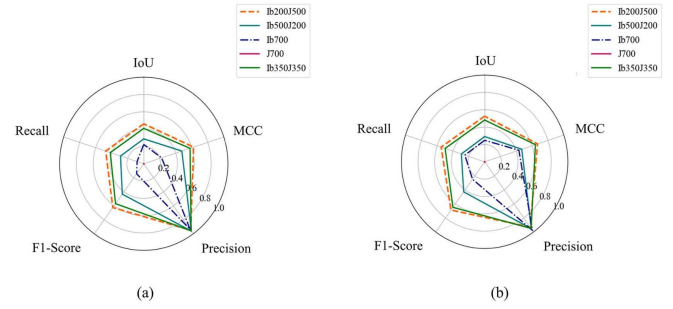 Ib200J500
Ib500J200
Ib700
J700
Ib350J350
IoU
MCC
Recall
F1-Score
Precision
0.2
0.4
0.6
0.8
1.0
(a)
Ib200J500
Ib500J200
Ib700
J700
Ib350J350
IoU
MCC
Recall
F1-Score
Precision
0.2
0.4
0.6
0.8
1.0
(b)